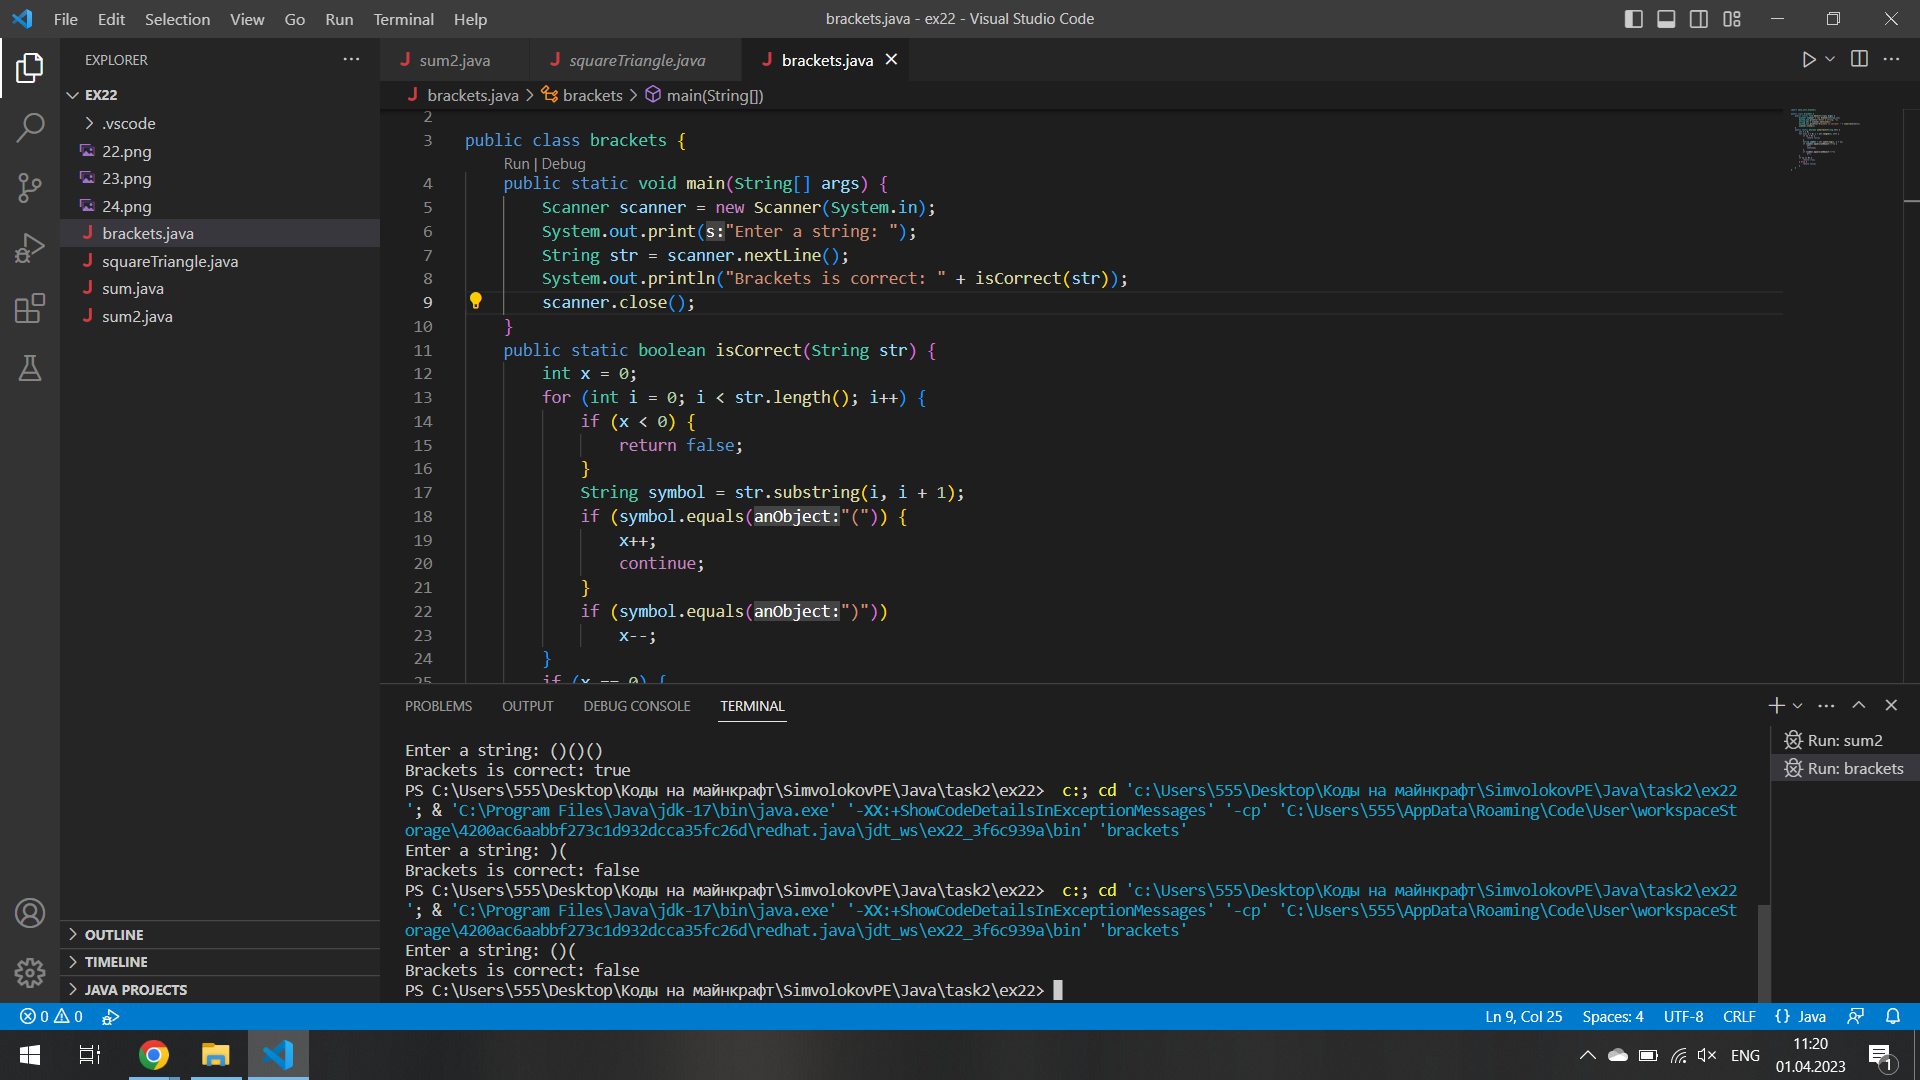 File Edit Selection View Go Run Terminal Help
brackets.java - ex22 - Visual Studio Code
EXPLORER
EX22
.vscode
22.png
23.png
24.png
brackets.java
squareTriangle.java
sum.java
sum2.java
OUTLINE
TIMELINE
JAVA PROJECTS
sum2.java squareTriangle.java brackets.java
brackets.java > brackets > main(String[])
2
3 public class brackets {
Run | Debug
4 public static void main(String[] args) {
5 Scanner scanner = new Scanner(System.in);
6 System.out.print(s:"Enter a string: ");
7 String str = scanner.nextLine();
8 System.out.println("Brackets is correct: " + isCorrect(str));
9 scanner.close();
10 }
11 public static boolean isCorrect(String str) {
12 int x = 0;
13 for (int i = 0; i < str.length(); i++) {
14 if (x < 0) {
15 return false;
16 }
17 String symbol = str.substring(i, i + 1);
18 if (symbol.equals(anObject:"(")) {
19 x++;
20 continue;
21 }
22 if (symbol.equals(anObject:")"))
23 x--;
24 }
25 if (x == 0) {
PROBLEMS OUTPUT DEBUG CONSOLE TERMINAL
Enter a string: ()()()
Brackets is correct: true
PS C:\Users\555\Desktop\Коды на майнкрафт\SimvolokovPE\Java\task2\ex22>  c:; cd 'c:\Users\555\Desktop\Коды на майнкрафт\SimvolokovPE\Java\task2\ex22
'; & 'C:\Program Files\Java\jdk-17\bin\java.exe' '-XX:+ShowCodeDetailsInExceptionMessages' '-cp' 'C:\Users\555\AppData\Roaming\Code\User\workspaceSt
orage\4200ac6aabbf273c1d932dcca35fc26d\redhat.java\jdt_ws\ex22_3f6c939a\bin' 'brackets'
Enter a string: )(
Brackets is correct: false
PS C:\Users\555\Desktop\Коды на майнкрафт\SimvolokovPE\Java\task2\ex22>  c:; cd 'c:\Users\555\Desktop\Коды на майнкрафт\SimvolokovPE\Java\task2\ex22
'; & 'C:\Program Files\Java\jdk-17\bin\java.exe' '-XX:+ShowCodeDetailsInExceptionMessages' '-cp' 'C:\Users\555\AppData\Roaming\Code\User\workspaceSt
orage\4200ac6aabbf273c1d932dcca35fc26d\redhat.java\jdt_ws\ex22_3f6c939a\bin' 'brackets'
Enter a string: ()(
Brackets is correct: false
PS C:\Users\555\Desktop\Коды на майнкрафт\SimvolokovPE\Java\task2\ex22>
Run: sum2
Run: brackets
0 0
Ln 9, Col 25 Spaces: 4 UTF-8 CRLF {} Java
ENG
11:20
01.04.2023
1